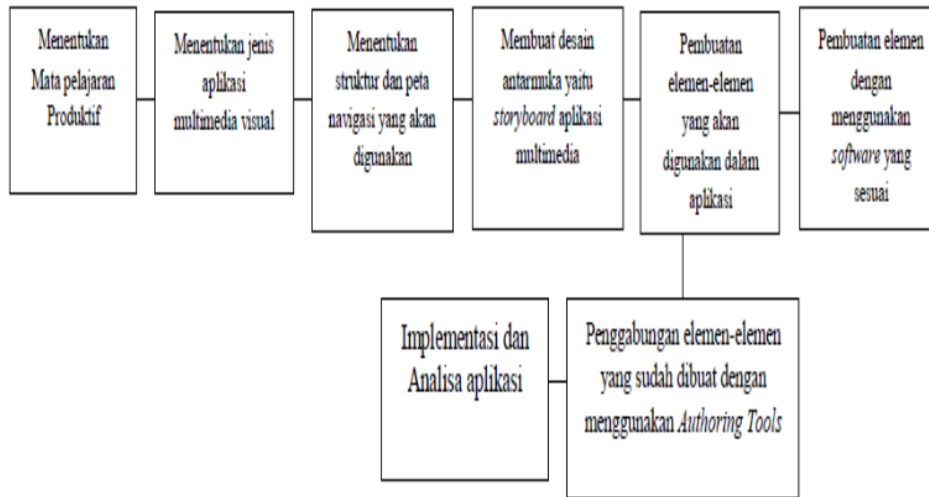 Menentukan
Mata pelajaran
Produktif
Menentukan jenis
aplikasi
multimedia visual
Menentukan
struktur dan peta
navigasi yang akan
digunakan
Membuat desain
antarmuka yaitu
storyboard aplikasi
multimedia
Pembuatan
elemen-elemen
yang akan
digunakan dalam
aplikasi
Pembuatan elemen
dengan
menggunakan
software yang
sesuai
Implementasi dan
Analisa aplikasi
Penggabungan elemen-elemen
yang sudah dibuat dengan
menggunakan Authoring Tools